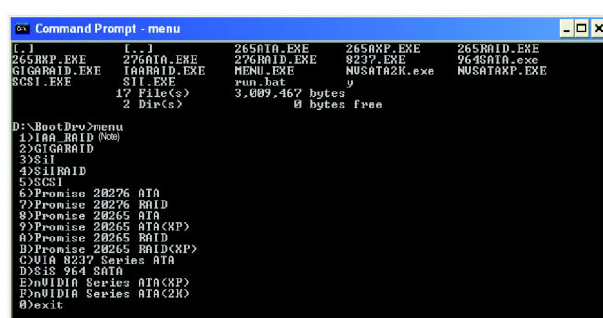 Command Prompt - menu
[.] [..] 265ATA.EXE 265AXP.EXE 265RAID.EXE
265RXP.EXE 276ATA.EXE 276RAID.EXE 8237.EXE 964SATA.exe
GIGARAID.EXE IAARAID.EXE MENU.EXE NVSATA2K.exe NVSATAXP.EXE
SCSI.EXE SII.EXE run.bat y
17 File(s) 3,009,467 bytes
2 Dir(s) 0 bytes free
D:\BootDrv>menu
1)IAA_RAID (Note)
2)GIGARAID
3)Sil
4)SilRAID
5)SCSI
6)Promise 20276 ATA
7)Promise 20276 RAID
8)Promise 20265 ATA
9)Promise 20265 ATA(XP)
A)Promise 20265 RAID
B)Promise 20265 RAID(XP)
C)VIA 8237 Series ATA
D)SiS 964 SATA
E)nVIDIA Series ATA(XP)
F)nVIDIA Series ATA(2K)
0)exit